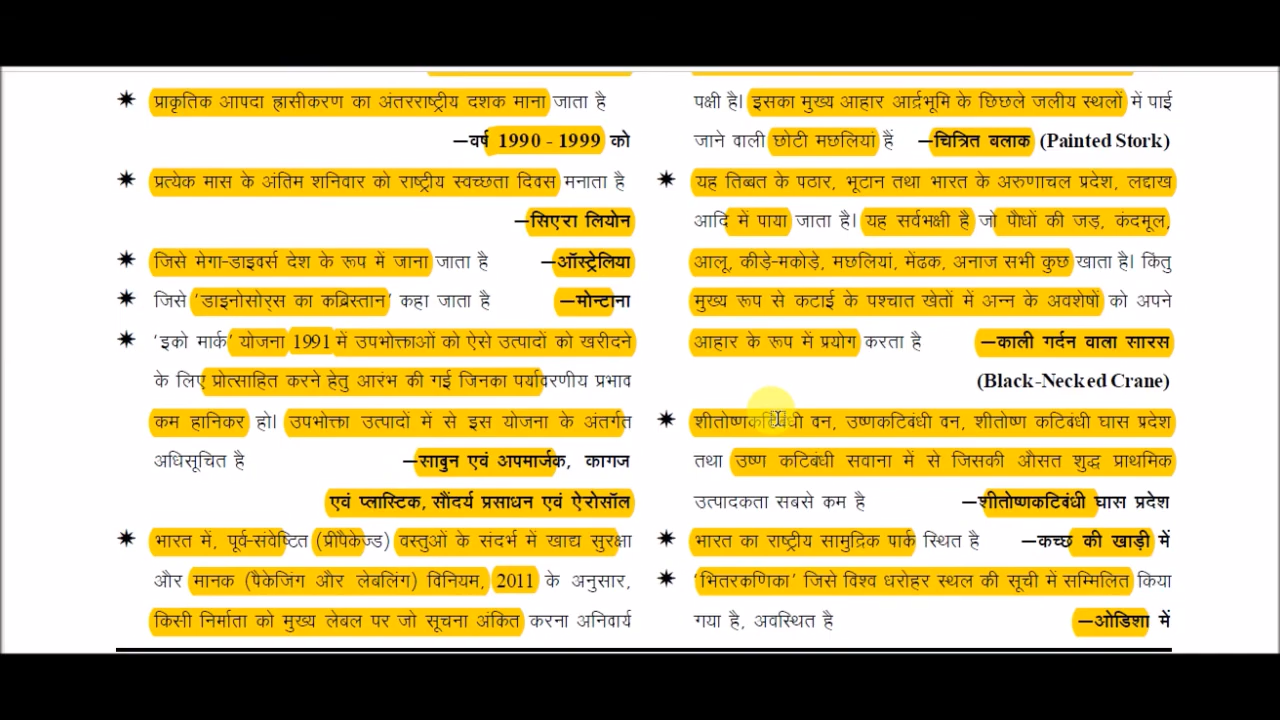 ✷ प्राकृतिक आपदा ह्रासीकरण का अंतरराष्ट्रीय दशक माना जाता है
–वर्ष 1990 - 1999 को
✷ प्रत्येक मास के अंतिम शनिवार को राष्ट्रीय स्वच्छता दिवस मनाता है
–सिएरा लियोन
✷ जिसे मेगा-डाइवर्स देश के रूप में जाना जाता है –ऑस्ट्रेलिया
✷ जिसे 'डाइनोसोर्स का कब्रिस्तान' कहा जाता है –मोन्टाना
✷ 'इको मार्क' योजना 1991 में उपभोक्ताओं को ऐसे उत्पादों को खरीदने
के लिए प्रोत्साहित करने हेतु आरंभ की गई जिनका पर्यावरणीय प्रभाव
कम हानिकर हो। उपभोक्ता उत्पादों में से इस योजना के अंतर्गत
अधिसूचित है –साबुन एवं अपमार्जक, कागज
एवं प्लास्टिक, सौंदर्य प्रसाधन एवं ऐरोसॉल
✷ भारत में, पूर्व-संवेष्टित (प्रीपैकेज्ड) वस्तुओं के संदर्भ में खाद्य सुरक्षा
और मानक (पैकेजिंग और लेबलिंग) विनियम, 2011 के अनुसार,
किसी निर्माता को मुख्य लेबल पर जो सूचना अंकित करना अनिवार्य
पक्षी है। इसका मुख्य आहार आर्द्रभूमि के छिछले जलीय स्थलों में पाई
जाने वाली छोटी मछलियां हैं –चित्रित बलाक (Painted Stork)
✷ यह तिब्बत के पठार, भूटान तथा भारत के अरुणाचल प्रदेश, लद्दाख
आदि में पाया जाता है। यह सर्वभक्षी है जो पौधों की जड़, कंदमूल,
आलू, कीड़े-मकोड़े, मछलियां, मेंढक, अनाज सभी कुछ खाता है। किंतु
मुख्य रूप से कटाई के पश्चात खेतों में अन्न के अवशेषों को अपने
आहार के रूप में प्रयोग करता है –काली गर्दन वाला सारस
(Black-Necked Crane)
✷ शीतोष्णकटिबंधी वन, उष्णकटिबंधी वन, शीतोष्ण कटिबंधी घास प्रदेश
तथा उष्ण कटिबंधी सवाना में से जिसकी औसत शुद्ध प्राथमिक
उत्पादकता सबसे कम है –शीतोष्णकटिबंधी घास प्रदेश
✷ भारत का राष्ट्रीय सामुद्रिक पार्क स्थित है –कच्छ की खाड़ी में
✷ 'भितरकणिका' जिसे विश्व धरोहर स्थल की सूची में सम्मिलित किया
गया है, अवस्थित है –ओडिशा में